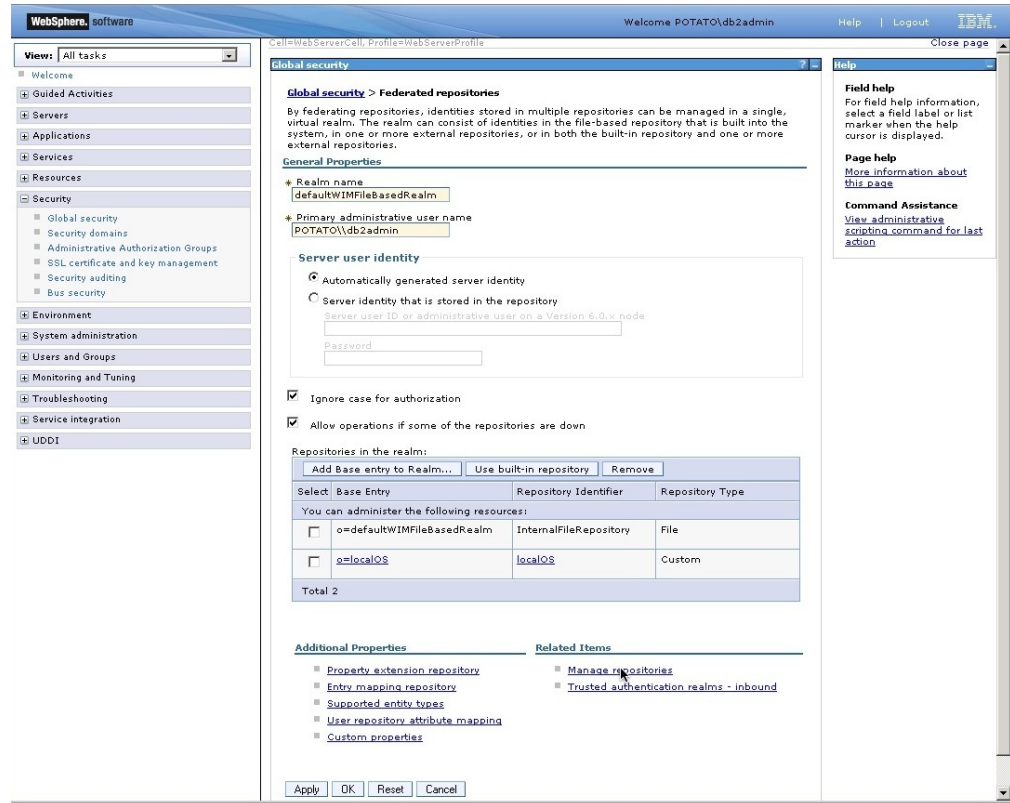 WebSphere. software
Welcome POTATO\db2admin
Help | Logout
IBM.
View: All tasks
Welcome
Guided Activities
Servers
Applications
Services
Resources
Security
Global security
Security domains
Administrative Authorization Groups
SSL certificate and key management
Security auditing
Bus security
Environment
System administration
Users and Groups
Monitoring and Tuning
Troubleshooting
Service integration
UDDI
Cell=WebServerCell, Profile=WebServerProfile
Close page
Global security
? -
Global security > Federated repositories
By federating repositories, identities stored in multiple repositories can be managed in a single,
virtual realm. The realm can consist of identities in the file-based repository that is built into the
system, in one or more external repositories, or in both the built-in repository and one or more
external repositories.
General Properties
* Realm name
defaultWIMFileBasedRealm
* Primary administrative user name
POTATO\\db2admin
Server user identity
Automatically generated server identity
Server identity that is stored in the repository
Server user ID or administrative user on a Version 6.0.x node
Password
Ignore case for authorization
Allow operations if some of the repositories are down
Repositories in the realm:
Add Base entry to Realm... Use built-in repository Remove
Select Base Entry Repository Identifier Repository Type
You can administer the following resources:
o=defaultWIMFileBasedRealm InternalFileRepository File
o=localOS localOS Custom
Total 2
Additional Properties
Property extension repository
Entry mapping repository
Supported entity types
User repository attribute mapping
Custom properties
Related Items
Manage repositories
Trusted authentication realms - inbound
Apply OK Reset Cancel
Help
Field help
For field help information,
select a field label or list
marker when the help
cursor is displayed.
Page help
More information about
this page
Command Assistance
View administrative
scripting command for last
action